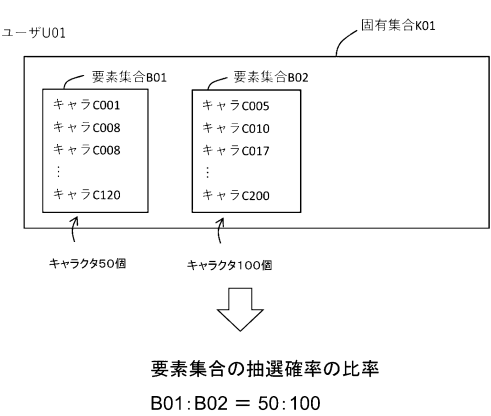 ユーザU01
固有集合K01
要素集合B01
要素集合B02
キャラC001
キャラC008
キャラC008
⋮
キャラC120
キャラC005
キャラC010
キャラC017
⋮
キャラC200
キャラクタ50個
キャラクタ100個
要素集合の抽選確率の比率
B01:B02 = 50:100